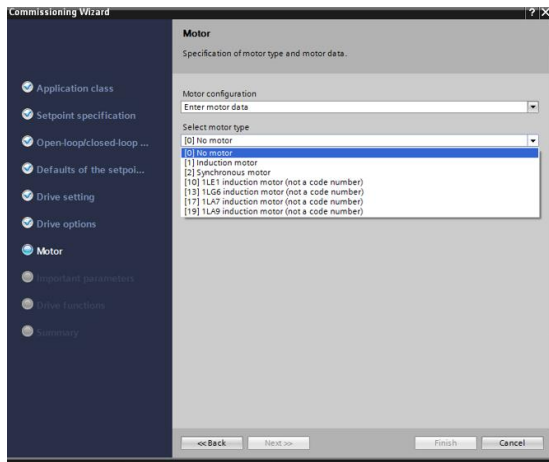 Commissioning Wizard
? X
Motor
Specification of motor type and motor data.
Application class
Setpoint specification
Open-loop/closed-loop ...
Defaults of the setpoi...
Drive setting
Drive options
Motor
Important parameters
Drive functions
Summary
Motor configuration
Enter motor data
Select motor type
[0] No motor
[0] No motor
[1] Induction motor
[2] Synchronous motor
[10] 1LE1 induction motor (not a code number)
[13] 1LG6 induction motor (not a code number)
[17] 1LA7 induction motor (not a code number)
[19] 1LA9 induction motor (not a code number)
<< Back
Next >>
Finish
Cancel